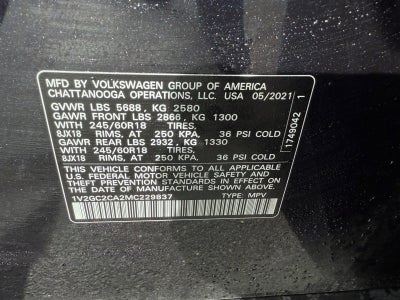 MFD BY VOLKSWAGEN GROUP OF AMERICA
CHATTANOOGA OPERATIONS, LLC. USA 05/2021
GVWR LBS 5688, KG 2580
GAWR FRONT LBS 2866, KG 1300
WITH 245/60R18 TIRES.
8JX18 RIMS, AT 250 KPA. 36 PSI COLD
GAWR REAR LBS 2932, KG 1330
WITH 245/60R18 TIRES.
8JX18 RIMS, AT 250 KPA. 36 PSI COLD
THIS VEHICLE CONFORMS TO ALL APPLICABLE
U.S. FEDERAL MOTOR VEHICLE SAFETY AND
THEFT PREVENTION STANDARDS IN EFFECT ON
THE DATE OF MANUFACTURE SHOWN ABOVE.
1V2GC2CA2MC229837 TYPE: MPV
1749042 1